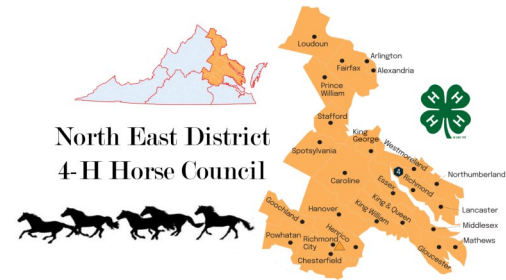 North East District
4-H Horse Council
Loudoun
Arlington
Fairfax
Alexandria
Prince
William
Stafford
King
George
Westmoreland
Spotsylvania
4
Northumberland
Richmond
Essex
Caroline
King & Queen
Lancaster
King William
Middlesex
Goochland
Hanover
Mathews
Powhatan
Henrico
Richmond
City
Gloucester
Chesterfield
H
H
H
H